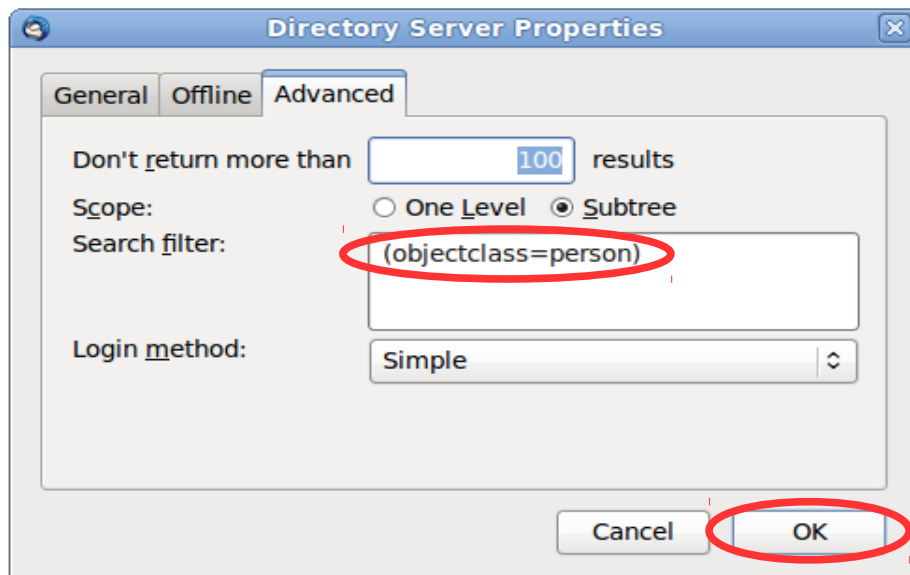 Directory Server Properties
General Offline Advanced
Don't return more than 100 results
Scope: One Level Subtree
Search filter: (objectclass=person)
Login method: Simple
Cancel OK